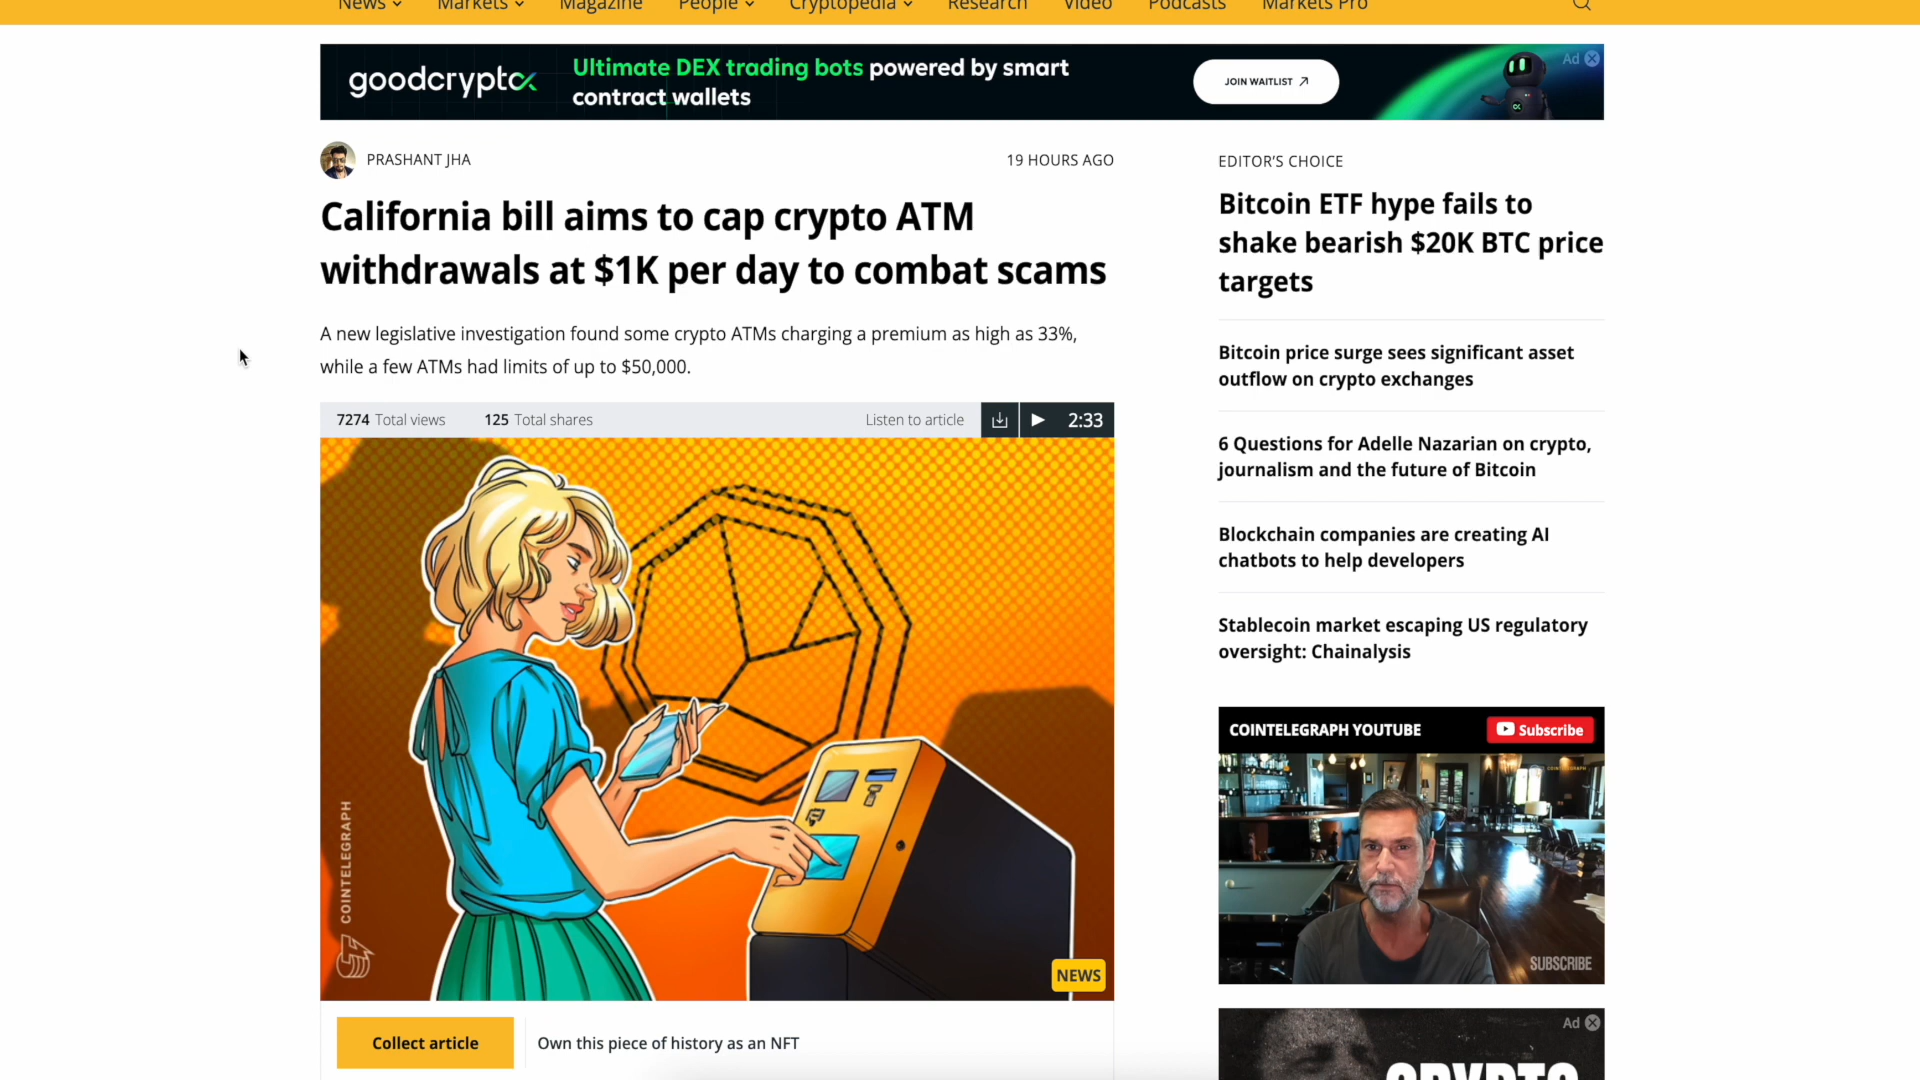 News
Markets
Magazine
People
Cryptopedia
Research
Video
Podcasts
Markets Pro
goodcrypto
Ultimate DEX trading bots powered by smart
contract wallets
JOIN WAITLIST
Ad
PRASHANT JHA
19 HOURS AGO
California bill aims to cap crypto ATM
withdrawals at $1K per day to combat scams
A new legislative investigation found some crypto ATMs charging a premium as high as 33%,
while a few ATMs had limits of up to $50,000.
7274 Total views
125 Total shares
Listen to article
2:33
COINTELEGRAPH
NEWS
Collect article
Own this piece of history as an NFT
EDITOR’S CHOICE
Bitcoin ETF hype fails to
shake bearish $20K BTC price
targets
Bitcoin price surge sees significant asset
outflow on crypto exchanges
6 Questions for Adelle Nazarian on crypto,
journalism and the future of Bitcoin
Blockchain companies are creating AI
chatbots to help developers
Stablecoin market escaping US regulatory
oversight: Chainalysis
COINTELEGRAPH YOUTUBE
Subscribe
COINTELEGRAPH
SUBSCRIBE
Ad
CRYPTO